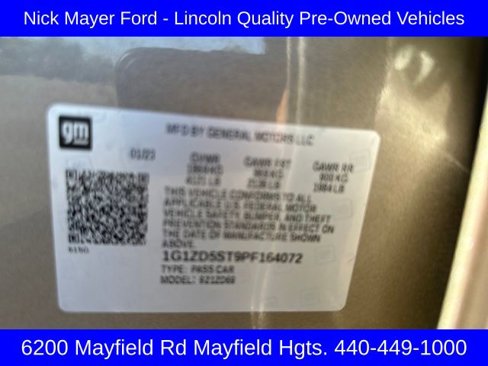 Nick Mayer Ford - Lincoln Quality Pre-Owned Vehicles
gm
MFD BY GENERAL MOTORS LLC
01/23 GVWR GAWR FRT GAWR RR
THIS VEHICLE CONFORMS TO ALL
APPLICABLE U.S. FEDERAL MOTOR
VEHICLE SAFETY, BUMPER, AND THEFT
PREVENTION STANDARDS IN EFFECT ON
THE DATE OF MANUFACTURE SHOWN
ABOVE.
1G1ZD5ST9PF164072
TYPE: PASS CAR
MODEL:
6200 Mayfield Rd Mayfield Hgts. 440-449-1000